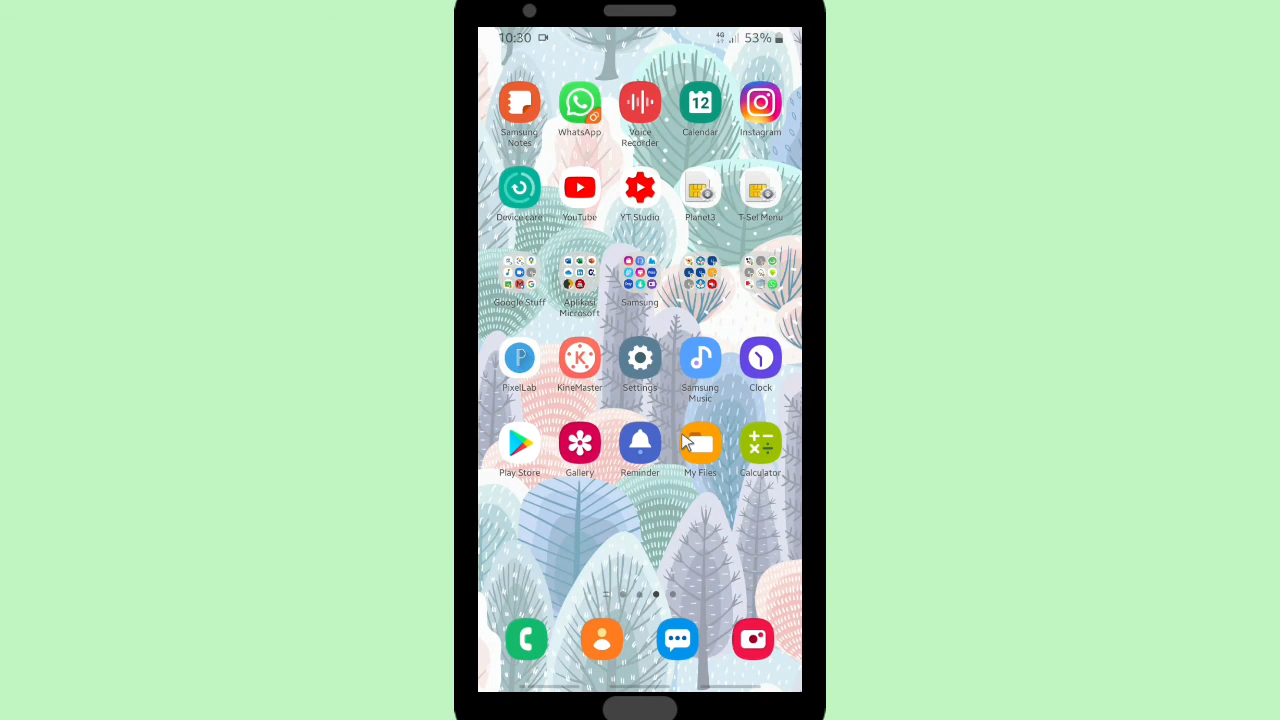 10:30
4G
53%
12
Samsung Notes
WhatsApp
Voice Recorder
Calendar
Instagram
Device care
YouTube
YT Studio
Planet3
T-Sel Menu
Google Stuff
Aplikasi Microsoft
Samsung
P
K
PixelLab
KineMaster
Settings
Samsung Music
Clock
Play Store
Gallery
Reminder
My Files
Calculator